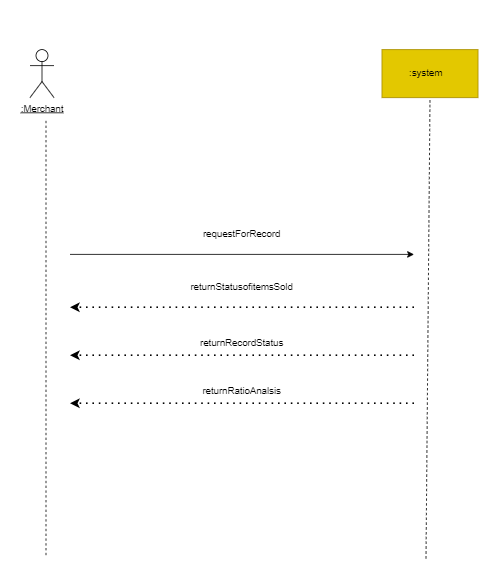 :system
:Merchant
requestForRecord
returnStatusofitemsSold
returnRecordStatus
returnRatioAnalsis